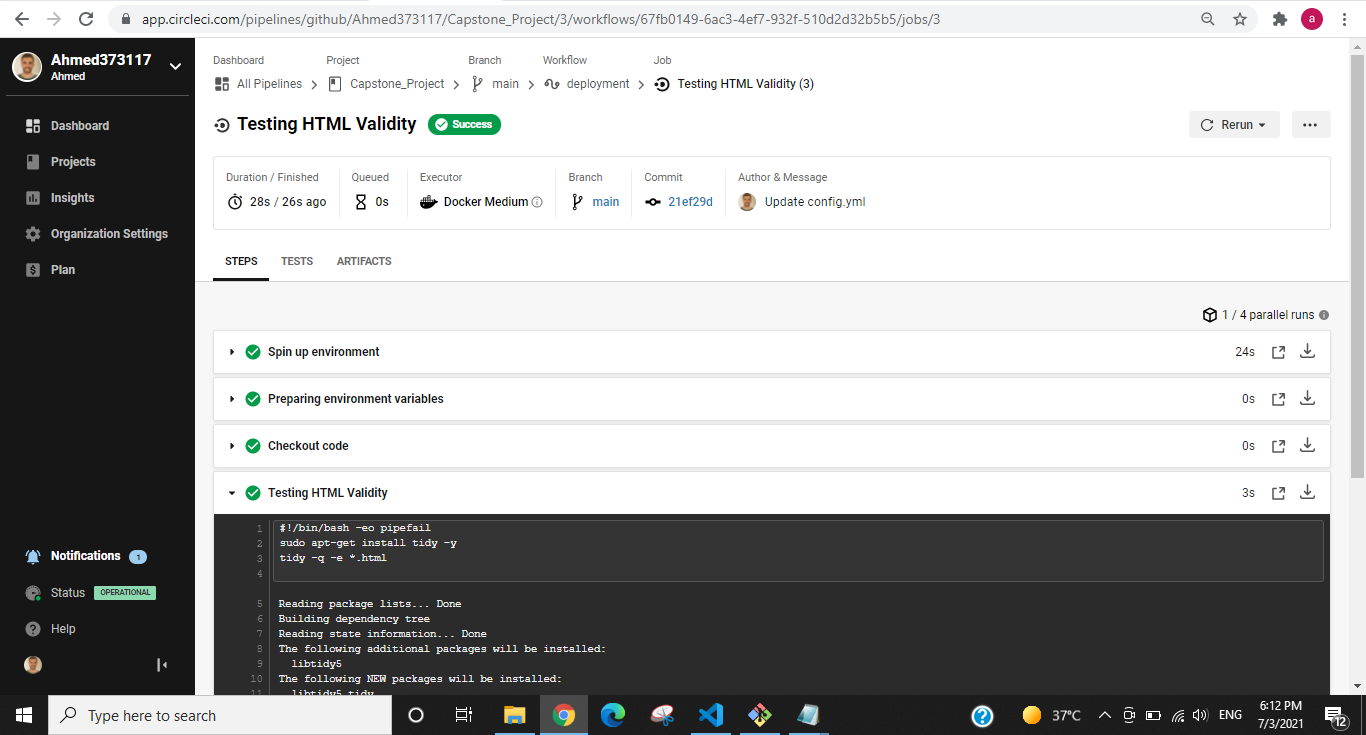 app.circleci.com/pipelines/github/Ahmed373117/Capstone_Project/3/workflows/67fb0149-6ac3-4ef7-932f-510d2d32b5b5/jobs/3
a
Ahmed373117
Ahmed
Dashboard
Projects
Insights
Organization Settings
Plan
Notifications 1
Status OPERATIONAL
Help
Dashboard Project Branch Workflow Job
All Pipelines Capstone_Project main deployment Testing HTML Validity (3)
Testing HTML Validity Success
Rerun
Duration / Finished Queued Executor Branch Commit Author & Message
28s / 26s ago 0s Docker Medium main 21ef29d Update config.yml
STEPS TESTS ARTIFACTS
1 / 4 parallel runs
Spin up environment 24s
Preparing environment variables 0s
Checkout code 0s
Testing HTML Validity 3s
1 #!/bin/bash -eo pipefail
2 sudo apt-get install tidy -y
3 tidy -q -e *.html
4
5 Reading package lists... Done
6 Building dependency tree
7 Reading state information... Done
8 The following additional packages will be installed:
9 libtidy5
10 The following NEW packages will be installed:
11 libtidy5 tidy
Type here to search
37°C
ENG
6:12 PM
7/3/2021
12